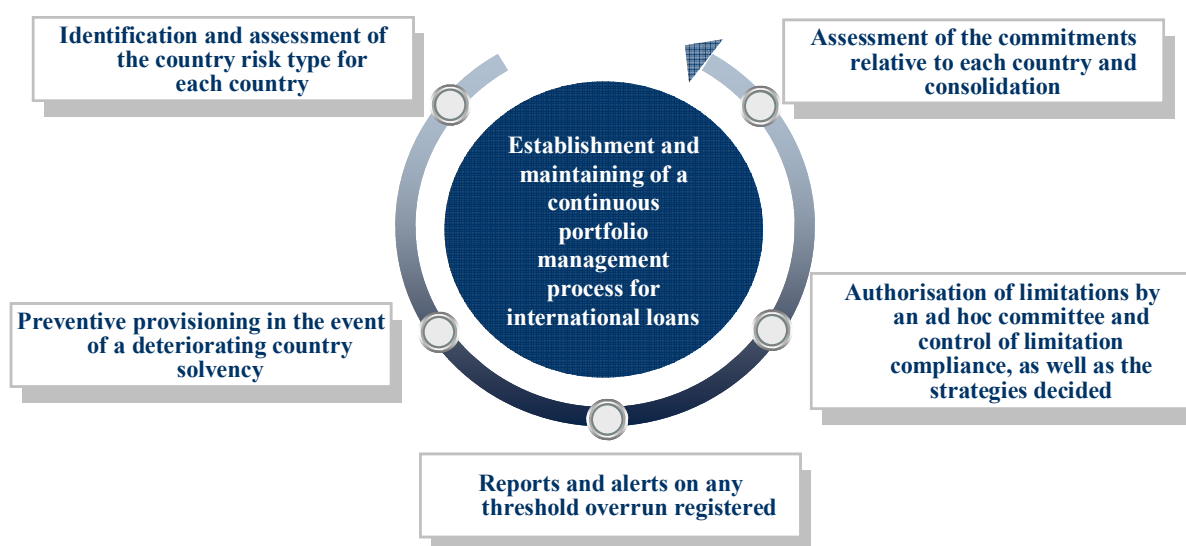 Identification and assessment of
the country risk type for
each country
Assessment of the commitments
relative to each country and
consolidation
Establishment and
maintaining of a
continuous
portfolio
management
process for
international loans
Preventive provisioning in the event
of a deteriorating country
solvency
Authorisation of limitations by
an ad hoc committee and
control of limitation
compliance, as well as the
strategies decided
Reports and alerts on any
threshold overrun registered